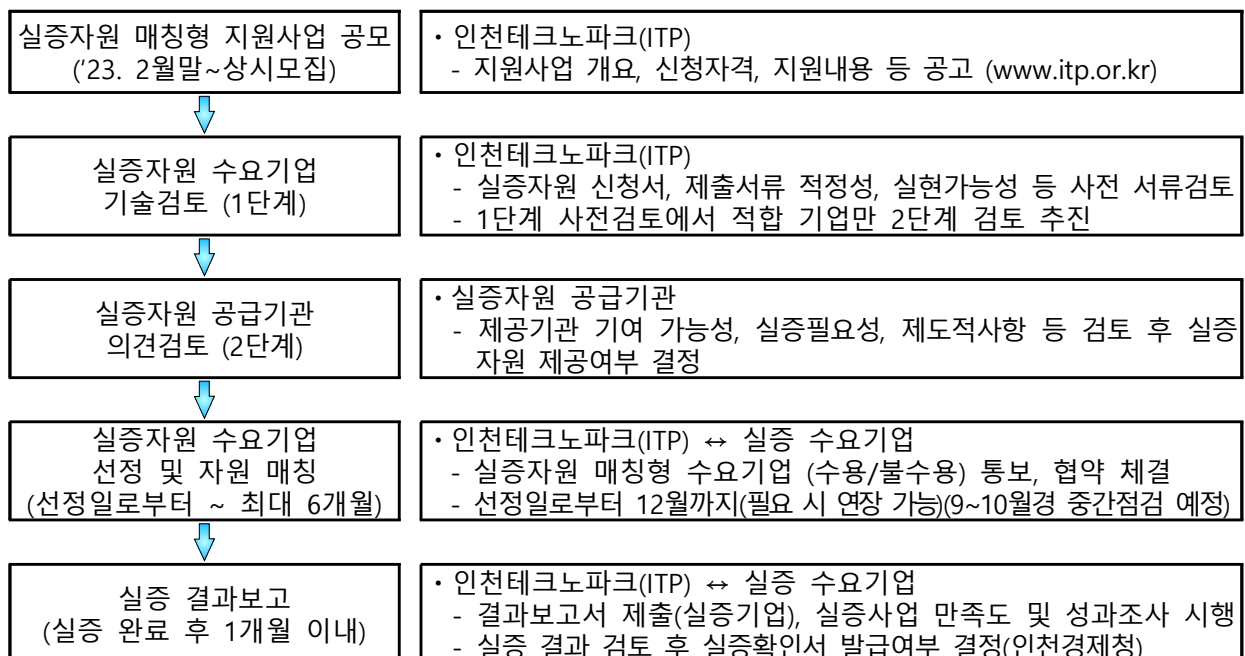 실증자원 매칭형 지원사업 공모
(‘23. 2월말~상시모집)
・인천테크노파크(ITP)
- 지원사업 개요, 신청자격, 지원내용 등 공고 (www.itp.or.kr)
실증자원 수요기업
기술검토 (1단계)
・인천테크노파크(ITP)
- 실증자원 신청서, 제출서류 적정성, 실현가능성 등 사전 서류검토
- 1단계 사전검토에서 적합 기업만 2단계 검토 추진
실증자원 공급기관
의견검토 (2단계)
・실증자원 공급기관
- 제공기관 기여 가능성, 실증필요성, 제도적사항 등 검토 후 실증
자원 제공여부 결정
실증자원 수요기업
선정 및 자원 매칭
(선정일로부터 ~ 최대 6개월)
・인천테크노파크(ITP) ↔ 실증 수요기업
- 실증자원 매칭형 수요기업 (수용/불수용) 통보, 협약 체결
- 선정일로부터 12월까지(필요 시 연장 가능)(9~10월경 중간점검 예정)
실증 결과보고
(실증 완료 후 1개월 이내)
・인천테크노파크(ITP) ↔ 실증 수요기업
- 결과보고서 제출(실증기업), 실증사업 만족도 및 성과조사 시행
- 실증 결과 검토 후 실증확인서 발급여부 결정(인천경제청)